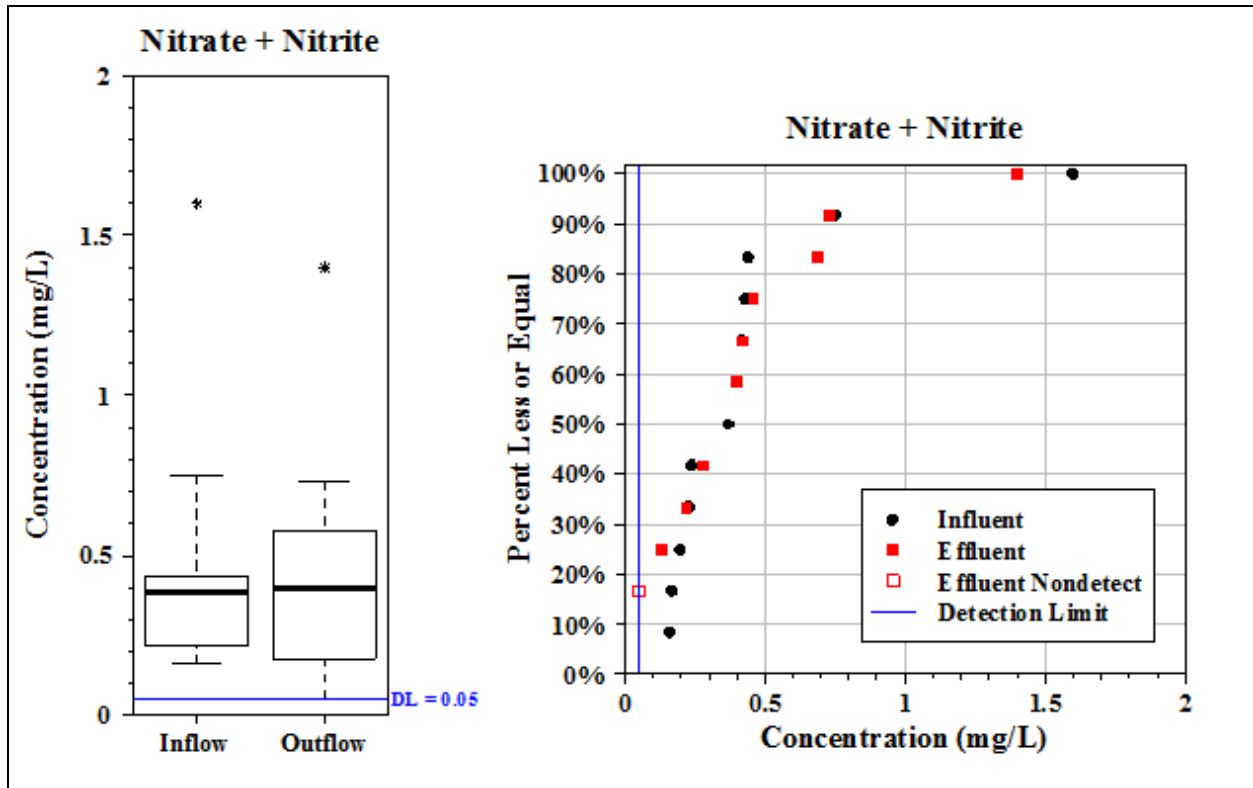 Nitrate + Nitrite
2
1.5
1
0.5
0
Concentration (mg/L)
DL = 0.05
Inflow Outflow
Nitrate + Nitrite
100%
90%
80%
70%
60%
50%
40%
30%
20%
10%
0%
Percent Less or Equal
Influent
Effluent
Effluent Nondetect
Detection Limit
0 0.5 1 1.5 2
Concentration (mg/L)